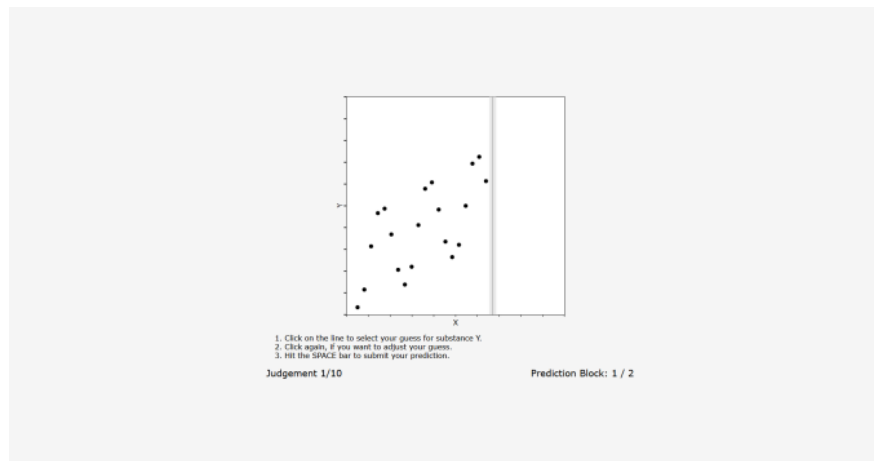 Y
X
1. Click on the line to select your guess for substance Y.
2. Click again, if you want to adjust your guess.
3. Hit the SPACE bar to submit your prediction.
Judgement 1/10
Prediction Block: 1 / 2